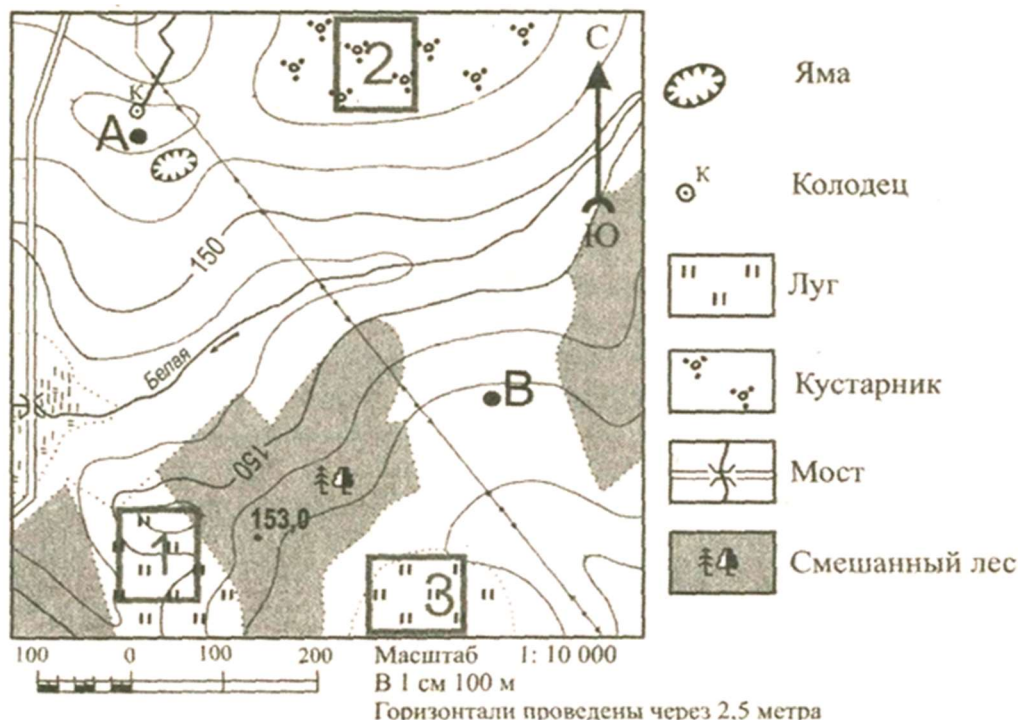 2
С
К
А
150
Ю
Белая
В
150
153,0
1
3
Яма
К
Колодец
Луг
Кустарник
Мост
Смешанный лес
100 0 100 200
Масштаб 1: 10 000
В 1 см 100 м
Горизонтали проведены через 2,5 метра